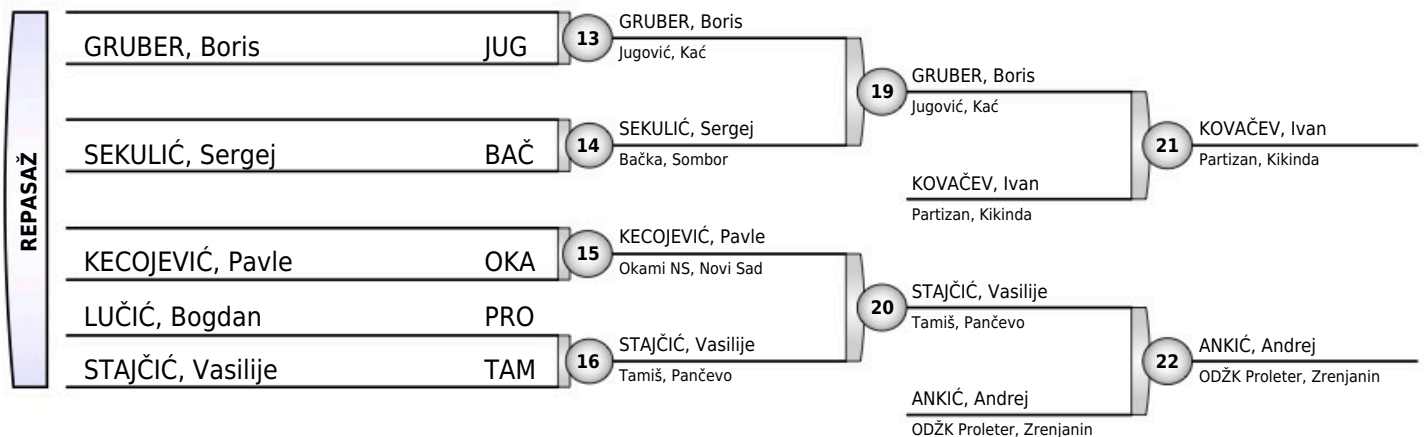 REPASAŽ
GRUBER, Boris JUG
SEKULIĆ, Sergej BAČ
KECOJEVIĆ, Pavle OKA
LUČIĆ, Bogdan PRO
STAJČIĆ, Vasilije TAM
13
GRUBER, Boris
Jugović, Kać
14
SEKULIĆ, Sergej
Bačka, Sombor
15
KECOJEVIĆ, Pavle
Okami NS, Novi Sad
16
STAJČIĆ, Vasilije
Tamiš, Pančevo
19
GRUBER, Boris
Jugović, Kać
KOVAČEV, Ivan
Partizan, Kikinda
20
STAJČIĆ, Vasilije
Tamiš, Pančevo
ANKIĆ, Andrej
ODŽK Proleter, Zrenjanin
21
KOVAČEV, Ivan
Partizan, Kikinda
22
ANKIĆ, Andrej
ODŽK Proleter, Zrenjanin